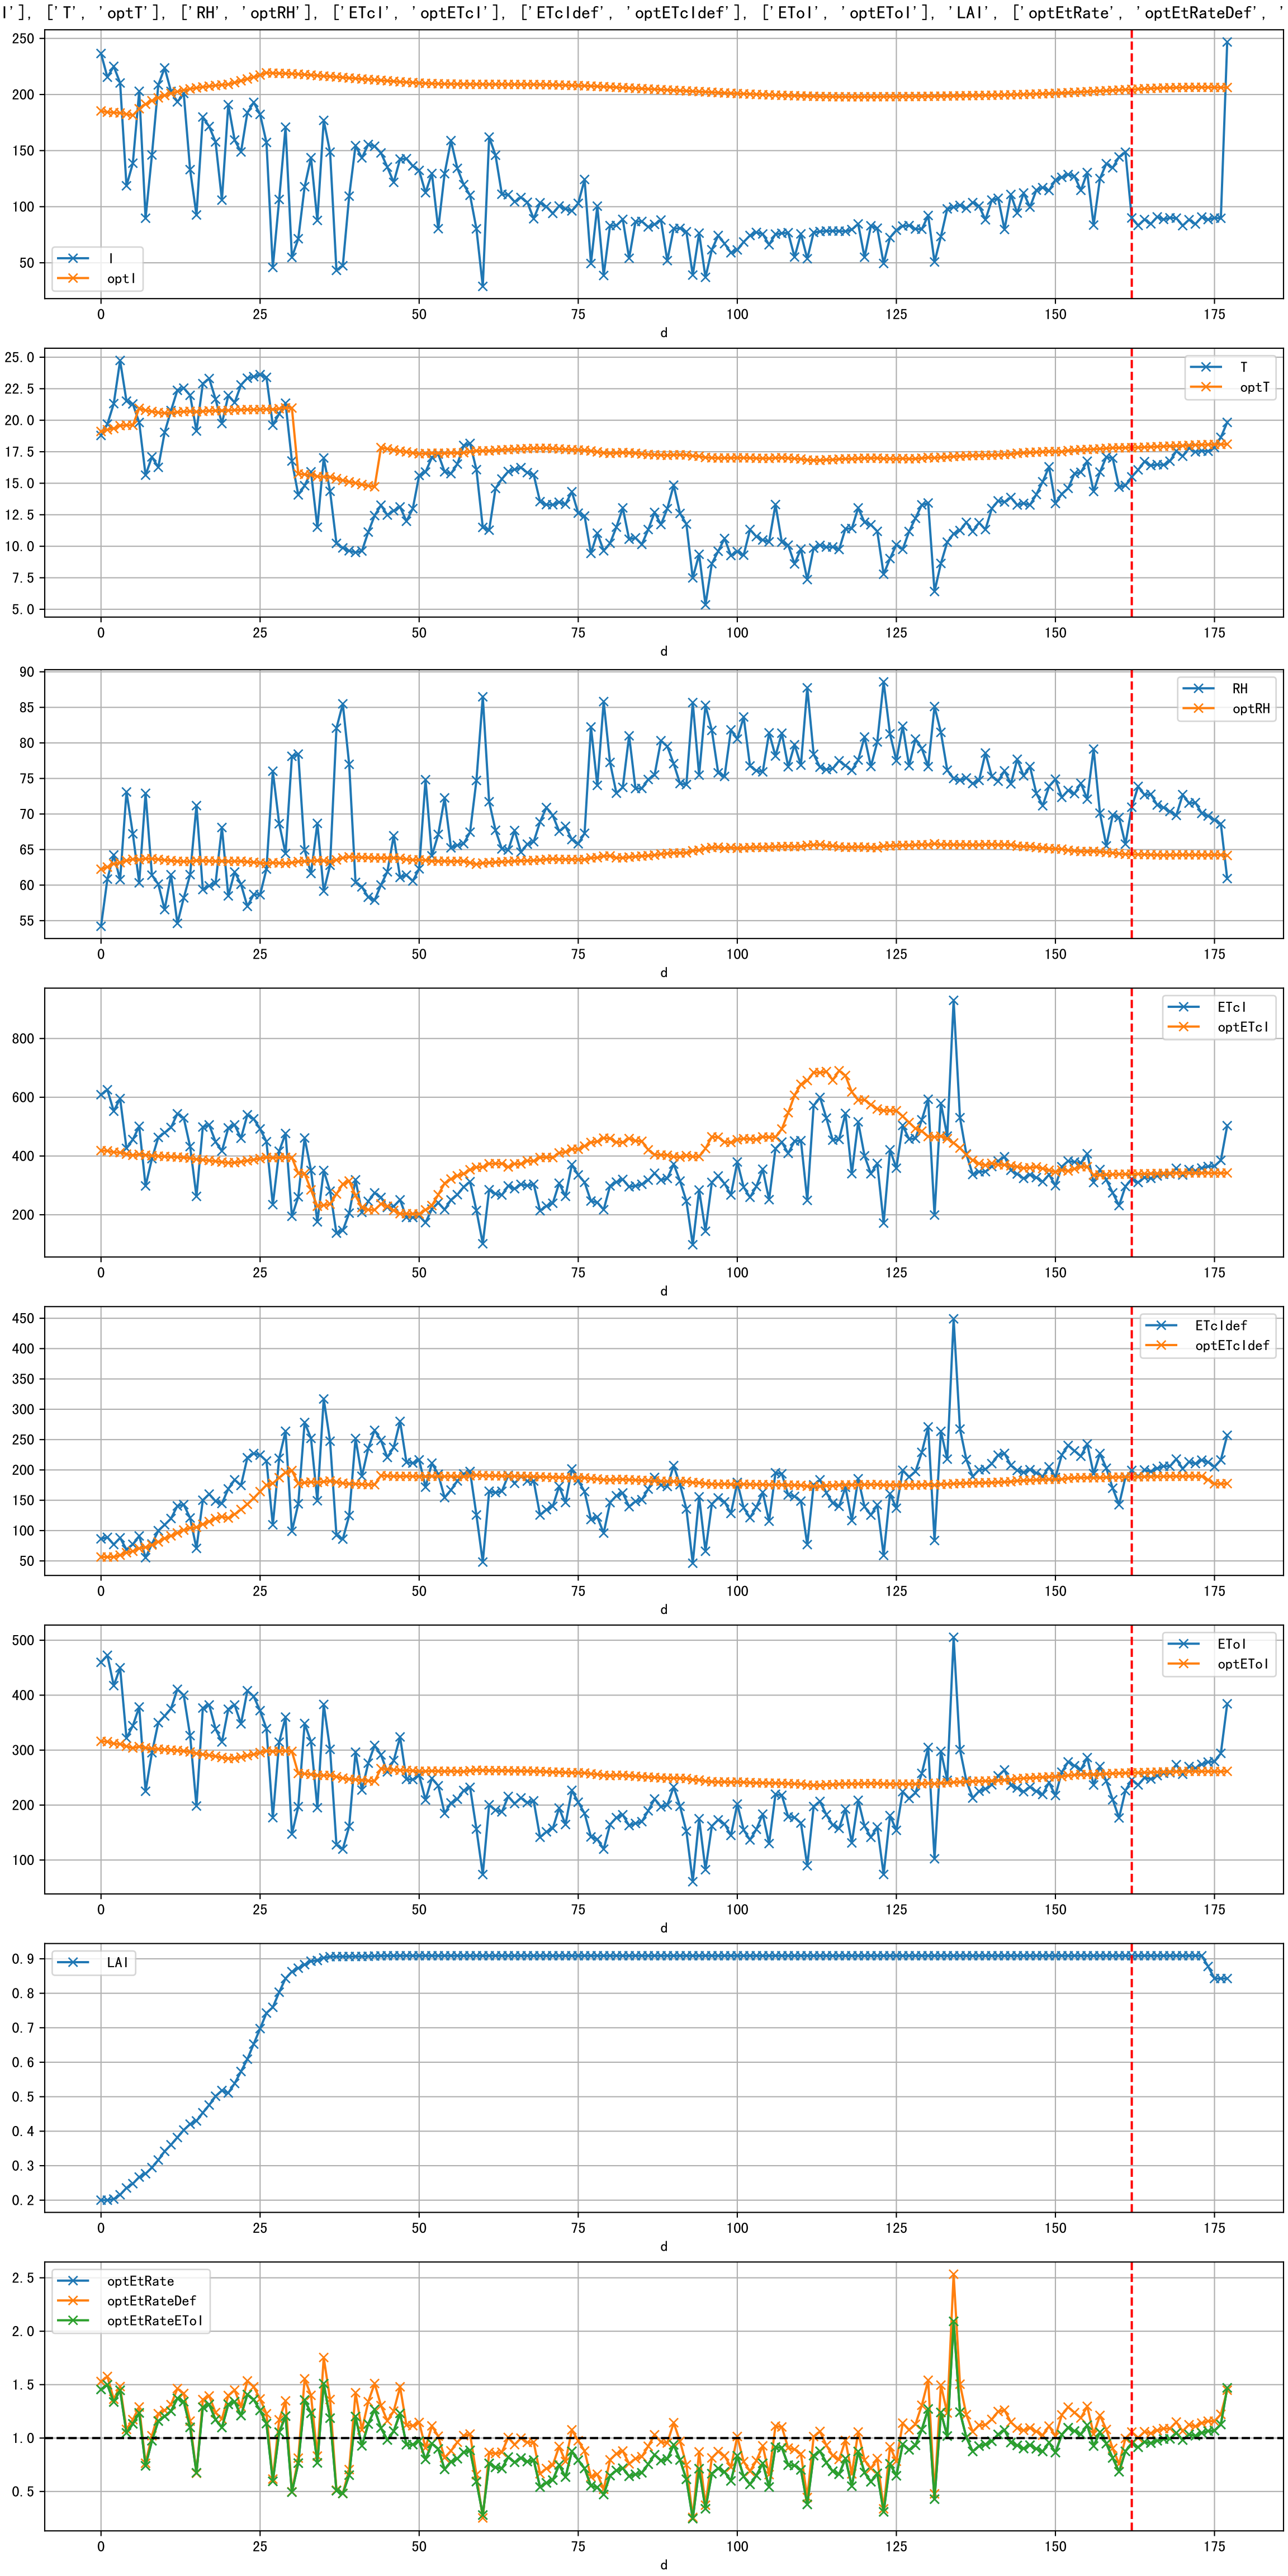 I'], ['T', 'optT'], ['RH', 'optRH'], ['ETcI', 'optETcI'], ['ETcIdef', 'optETcIdef'], ['EToI', 'optEToI'], 'LAI', ['optEtRate', 'optEtRateDef', '
250
200
150
100
50
I
optI
0 25 50 75 100 125 150 175
d
25.0
22.5
20.0
17.5
15.0
12.5
10.0
7.5
5.0
T
optT
0 25 50 75 100 125 150 175
d
90
85
80
75
70
65
60
55
RH
optRH
0 25 50 75 100 125 150 175
d
800
600
400
200
ETcI
optETcI
0 25 50 75 100 125 150 175
d
450
400
350
300
250
200
150
100
50
ETcIdef
optETcIdef
0 25 50 75 100 125 150 175
d
500
400
300
200
100
EToI
optEToI
0 25 50 75 100 125 150 175
d
0.9
0.8
0.7
0.6
0.5
0.4
0.3
0.2
LAI
0 25 50 75 100 125 150 175
d
2.5
2.0
1.5
1.0
0.5
optEtRate
optEtRateDef
optEtRateEToI
0 25 50 75 100 125 150 175
d